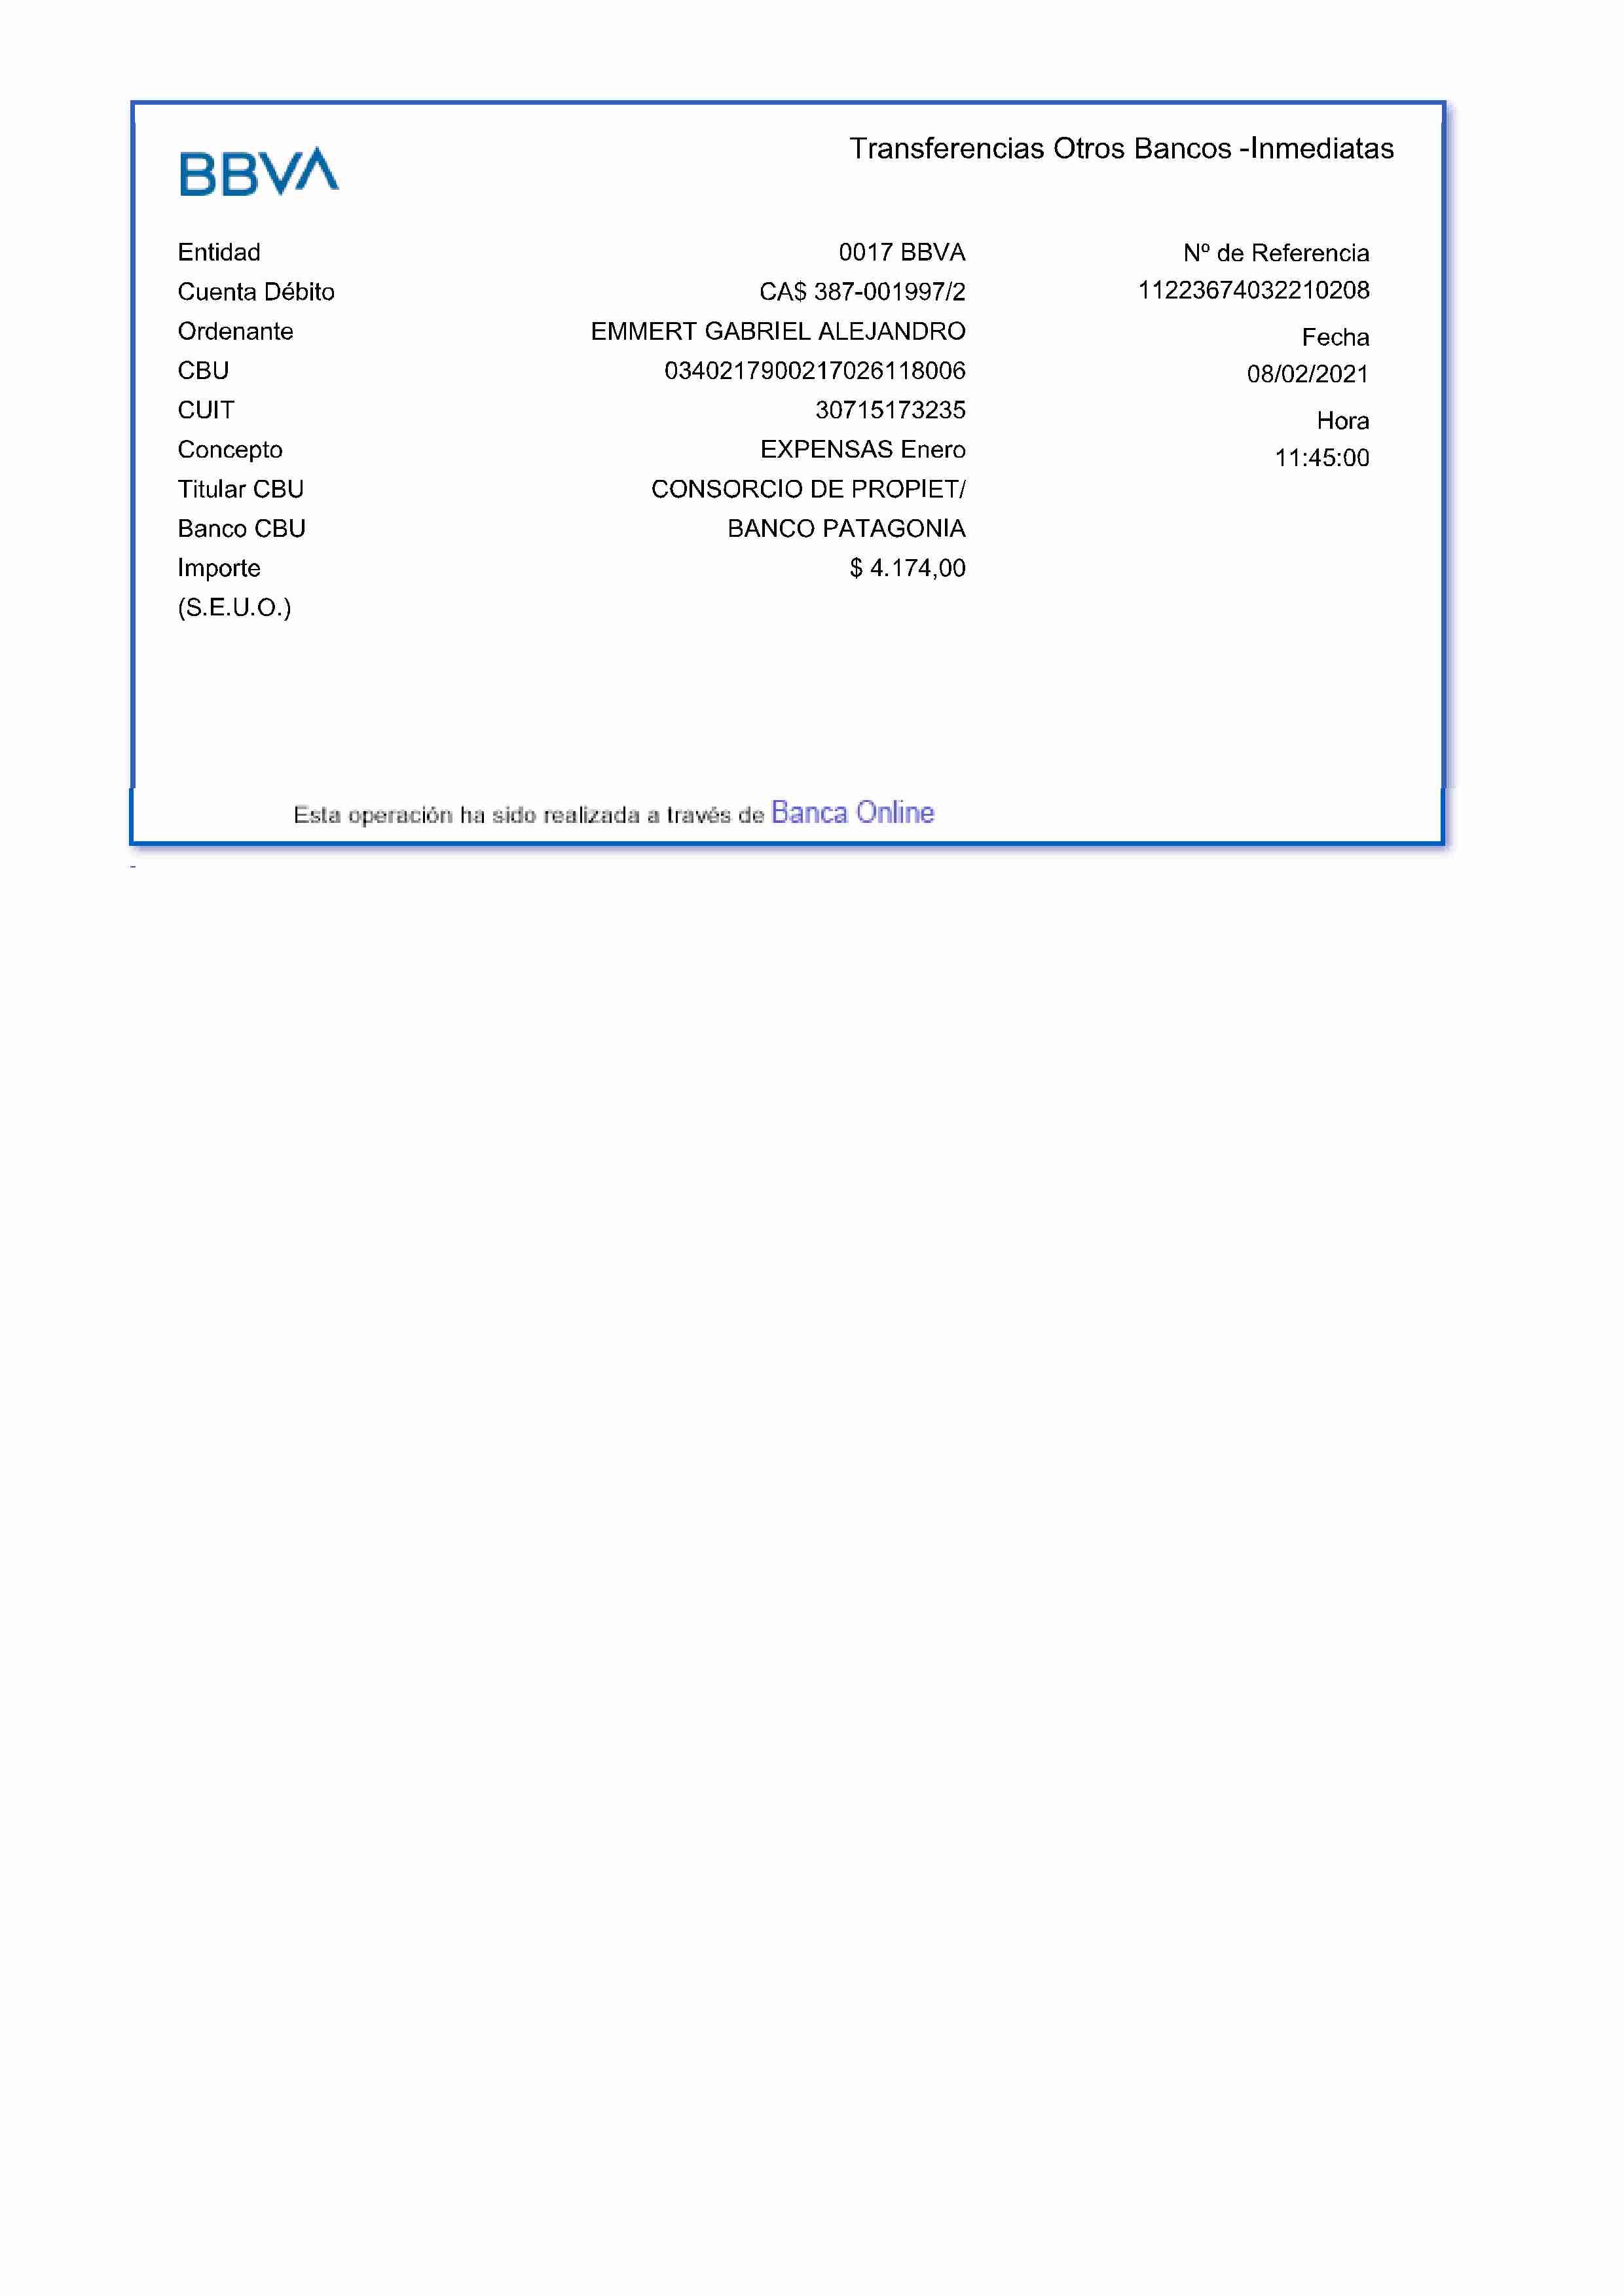 BBVA
Transferencias Otros Bancos -Inmediatas
Entidad 0017 BBVA
Cuenta Débito CA$ 387-001997/2
Ordenante EMMERT GABRIEL ALEJANDRO
CBU 0340217900217026118006
CUIT 30715173235
Concepto EXPENSAS Enero
Titular CBU CONSORCIO DE PROPIET/
Banco CBU BANCO PATAGONIA
Importe $ 4.174,00
(S.E.U.O.)
Nº de Referencia
11223674032210208
Fecha
08/02/2021
Hora
11:45:00
Esta operación ha sido realizada a través de Banca Online